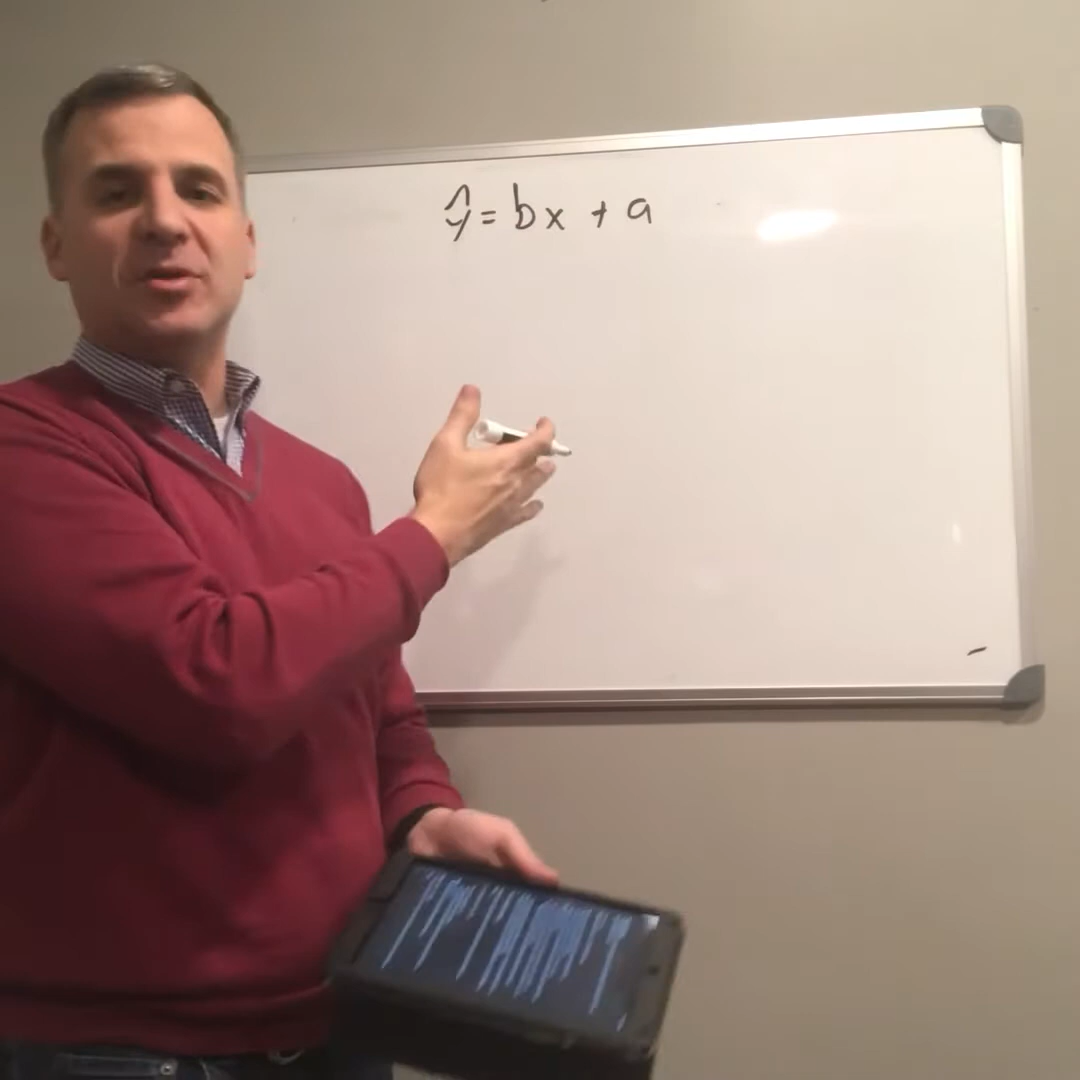 ŷ = bx + a